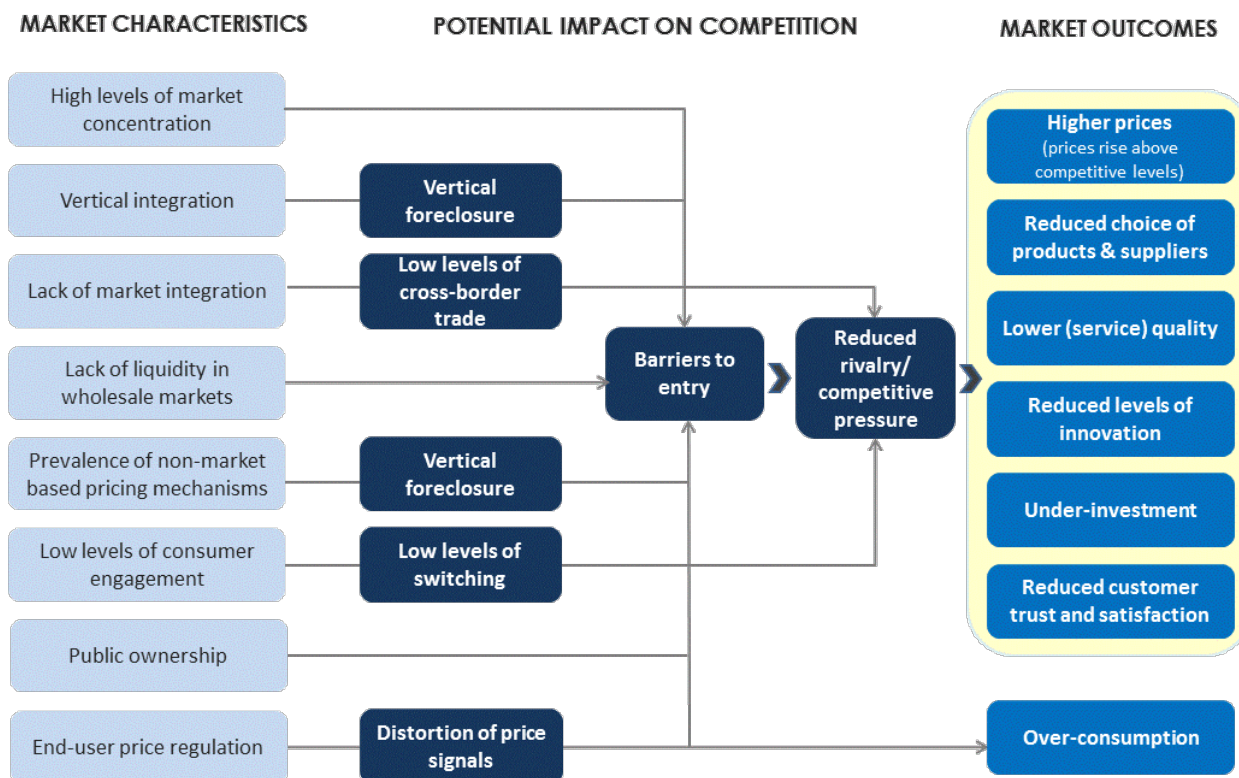 MARKET CHARACTERISTICS
POTENTIAL IMPACT ON COMPETITION
MARKET OUTCOMES
High levels of market
concentration
Vertical integration
Lack of market integration
Lack of liquidity in
wholesale markets
Prevalence of non-market
based pricing mechanisms
Low levels of consumer
engagement
Public ownership
End-user price regulation
Vertical
foreclosure
Low levels of
cross-border
trade
Vertical
foreclosure
Low levels of
switching
Distortion of price
signals
Barriers to
entry
Reduced
rivalry/
competitive
pressure
Higher prices
(prices rise above
competitive levels)
Reduced choice of
products & suppliers
Lower (service) quality
Reduced levels of
innovation
Under-investment
Reduced customer
trust and satisfaction
Over-consumption